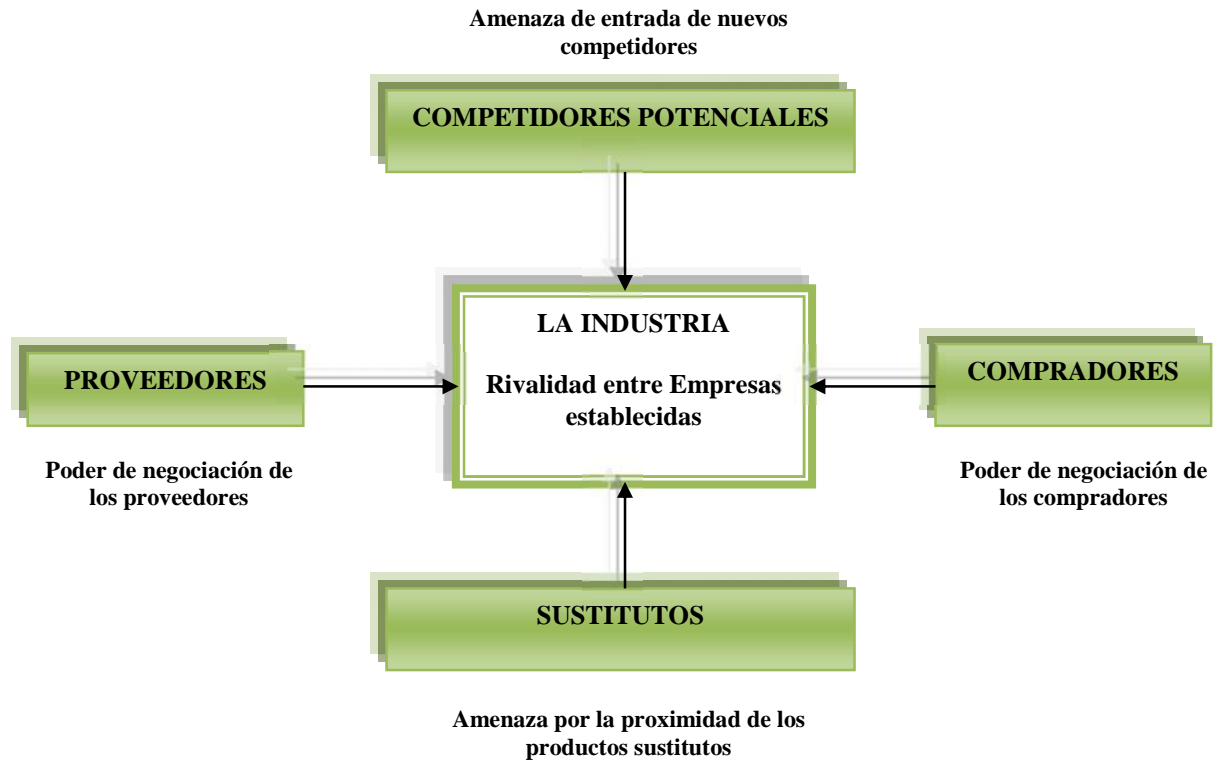 Amenaza de entrada de nuevos
competidores
COMPETIDORES POTENCIALES
LA INDUSTRIA
Rivalidad entre Empresas
establecidas
PROVEEDORES
Poder de negociación de
los proveedores
COMPRADORES
Poder de negociación de
los compradores
SUSTITUTOS
Amenaza por la proximidad de los
productos sustitutos